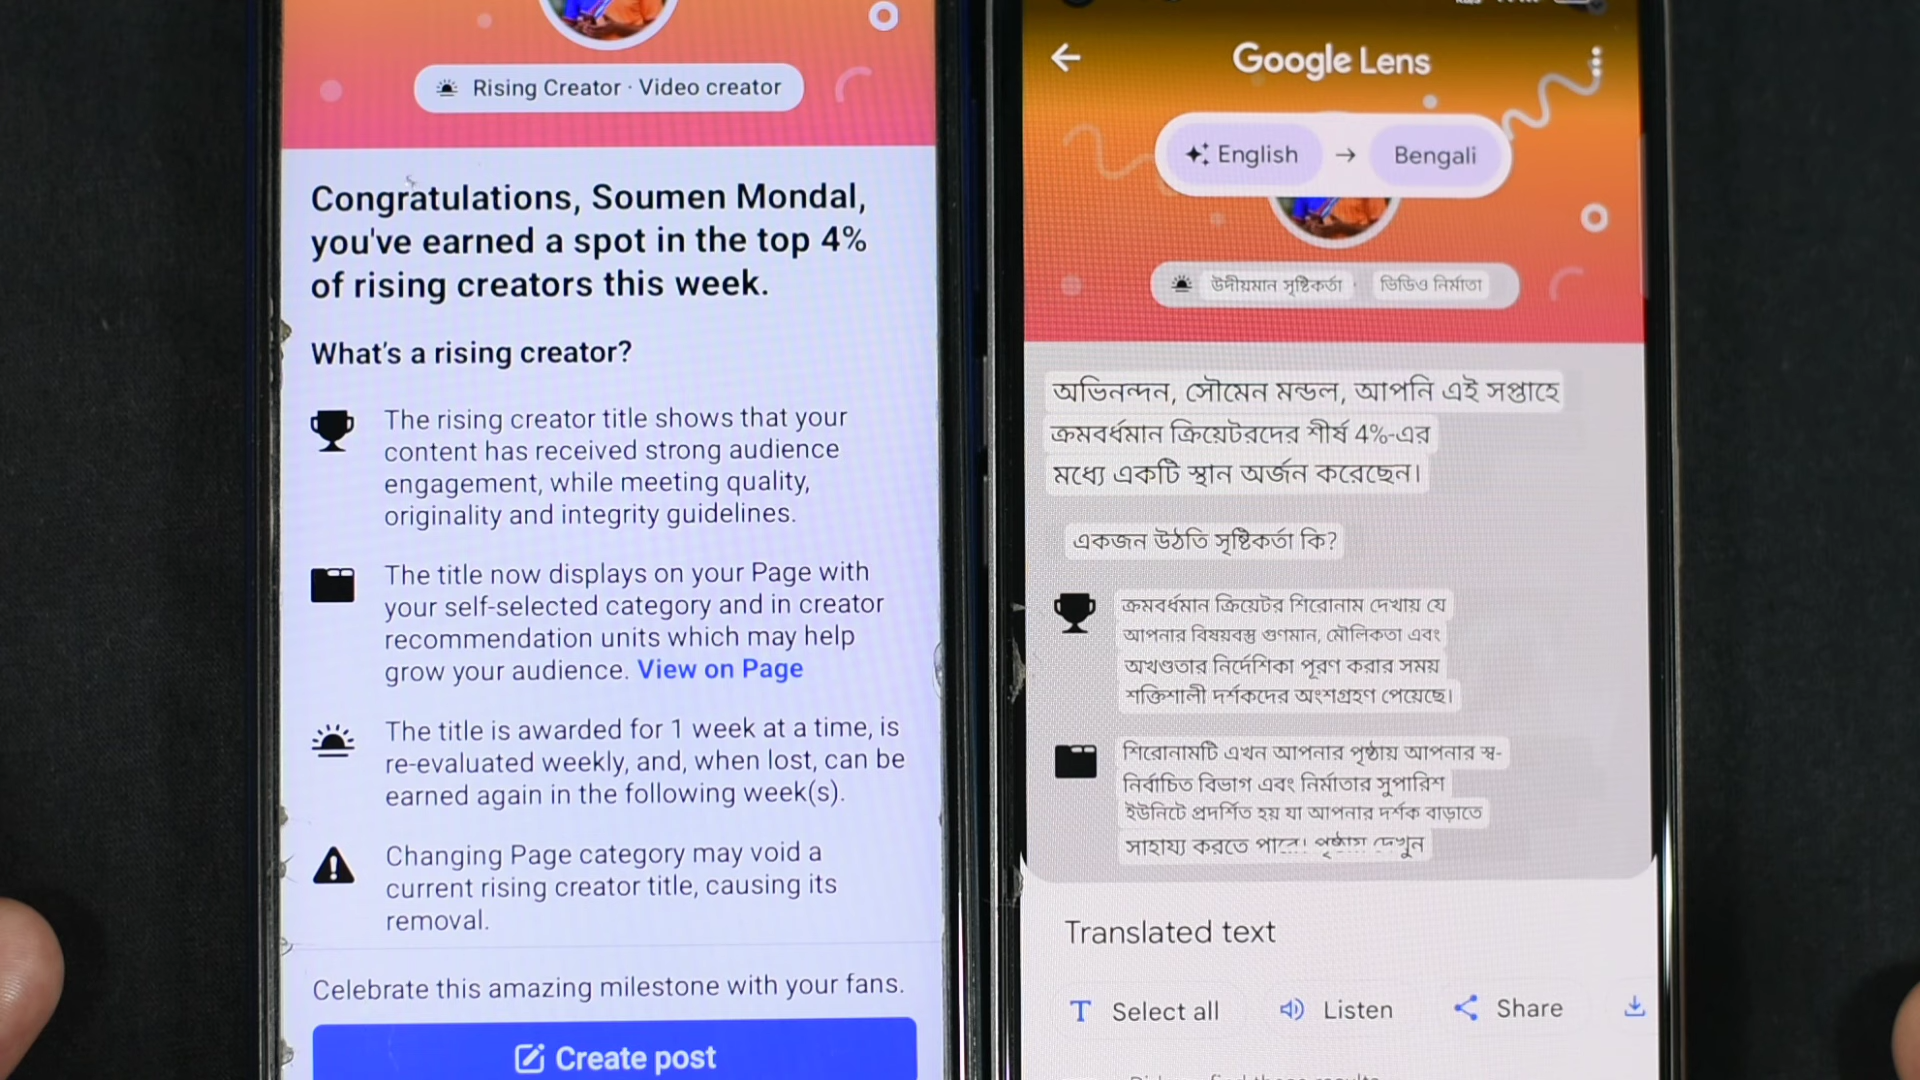 Rising Creator · Video creator
Congratulations, Soumen Mondal,
you've earned a spot in the top 4%
of rising creators this week.
What's a rising creator?
The rising creator title shows that your
content has received strong audience
engagement, while meeting quality,
originality and integrity guidelines.
The title now displays on your Page with
your self-selected category and in creator
recommendation units which may help
grow your audience. View on Page
The title is awarded for 1 week at a time, is
re-evaluated weekly, and, when lost, can be
earned again in the following week(s).
Changing Page category may void a
current rising creator title, causing its
removal.
Celebrate this amazing milestone with your fans.
Create post
Google Lens
English → Bengali
উদীয়মান সৃষ্টিকর্তা · ভিডিও নির্মাতা
অভিনন্দন, সৌমেন মন্ডল, আপনি এই সপ্তাহে
ক্রমবর্ধমান ক্রিয়েটরদের শীর্ষ 4%-এর
মধ্যে একটি স্থান অর্জন করেছেন।
একজন উঠতি সৃষ্টিকর্তা কি?
ক্রমবর্ধমান ক্রিয়েটর শিরোনাম দেখায় যে
আপনার বিষয়বস্তু গুণমান, মৌলিকতা এবং
অখণ্ডতার নির্দেশিকা পূরণ করার সময়
শক্তিশালী দর্শকদের অংশগ্রহণ পেয়েছে।
শিরোনামটি এখন আপনার পৃষ্ঠায় আপনার স্ব-
নির্বাচিত বিভাগ এবং নির্মাতার সুপারিশ
ইউনিটে প্রদর্শিত হয় যা আপনার দর্শক বাড়াতে
সাহায্য করতে পারে। পৃষ্ঠায় দেখুন
Translated text
Select all
Listen
Share